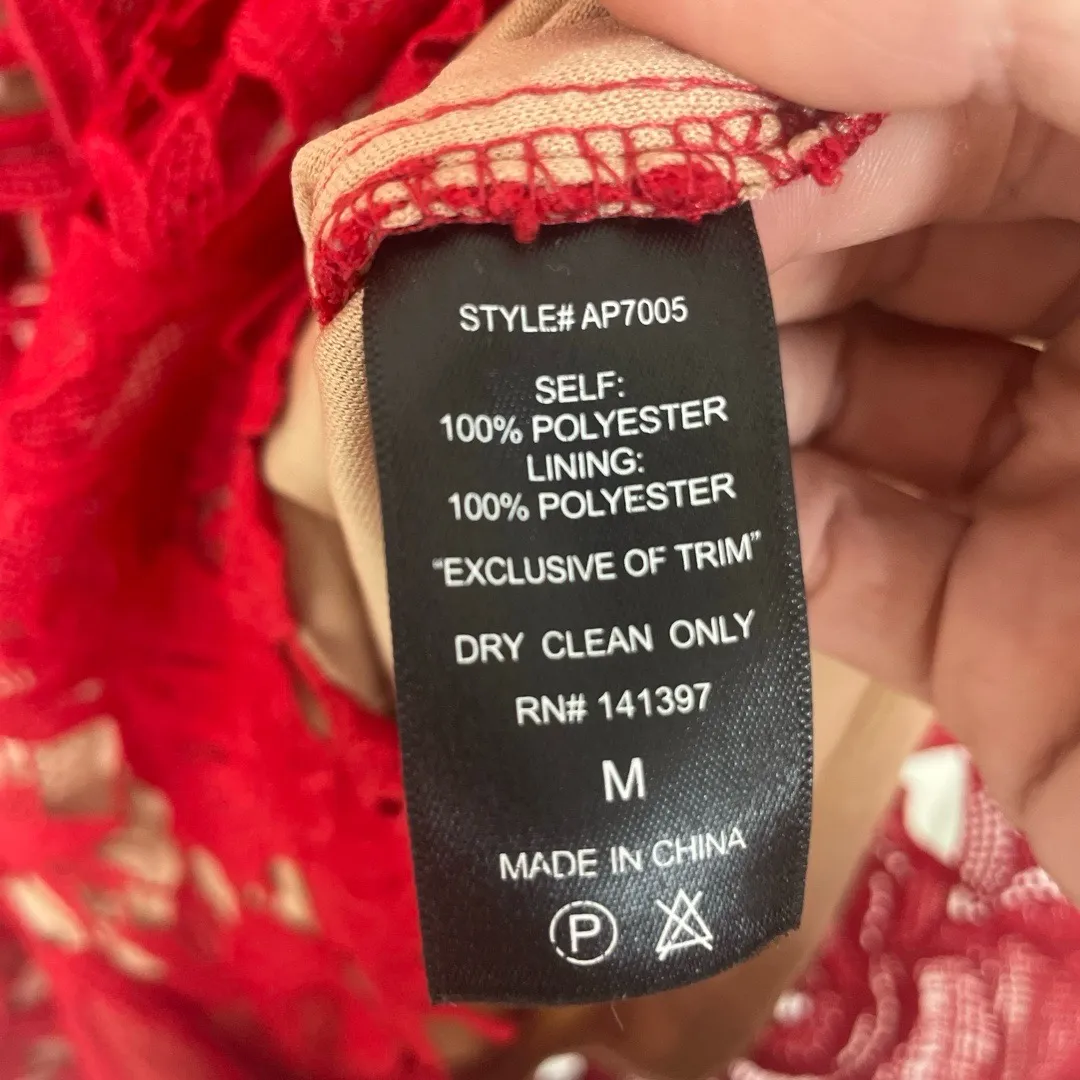 STYLE# AP7005
SELF:
100% POLYESTER
LINING:
100% POLYESTER
“EXCLUSIVE OF TRIM”
DRY CLEAN ONLY
RN# 141397
M
MADE IN CHINA
P